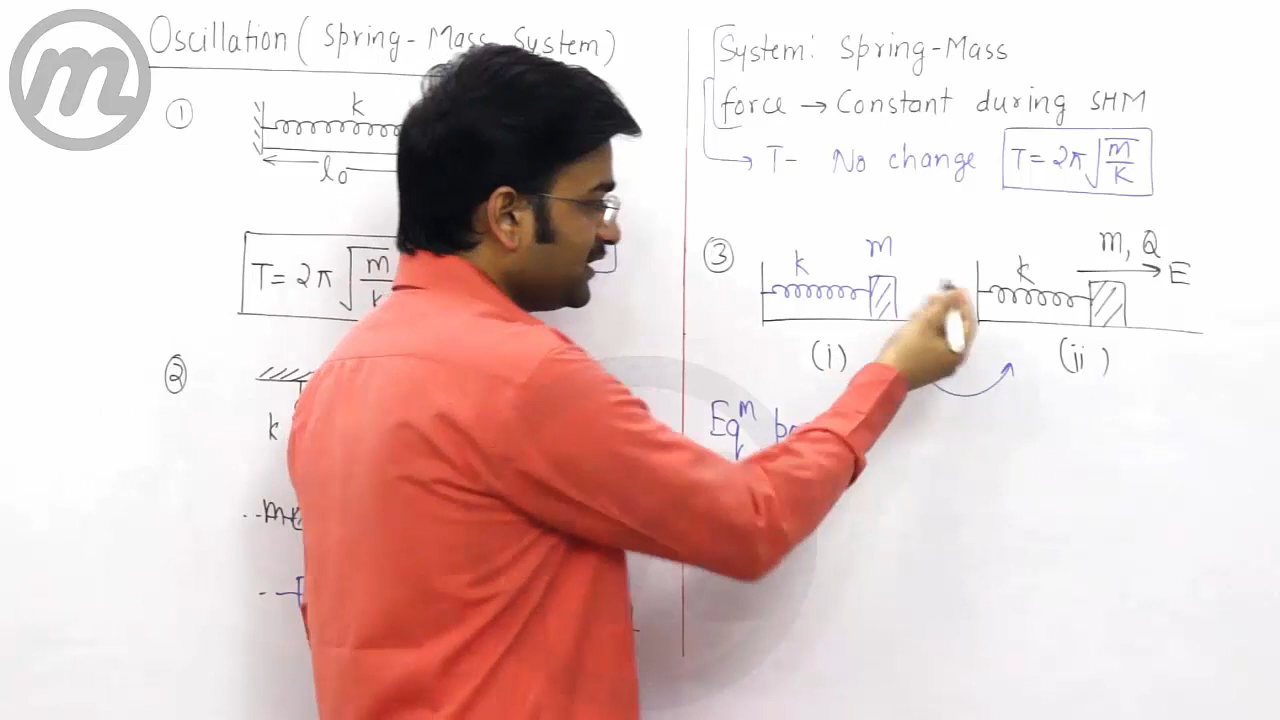 m
Oscillation ( Spring-Mass System )
①
k
l₀
T = 2π √m/k
②
k
m
System: Spring-Mass
force → Constant during SHM
→ T- No change T = 2π √m/k
③
k m
k m, Q E
(i) (ii)
Eqᵐ